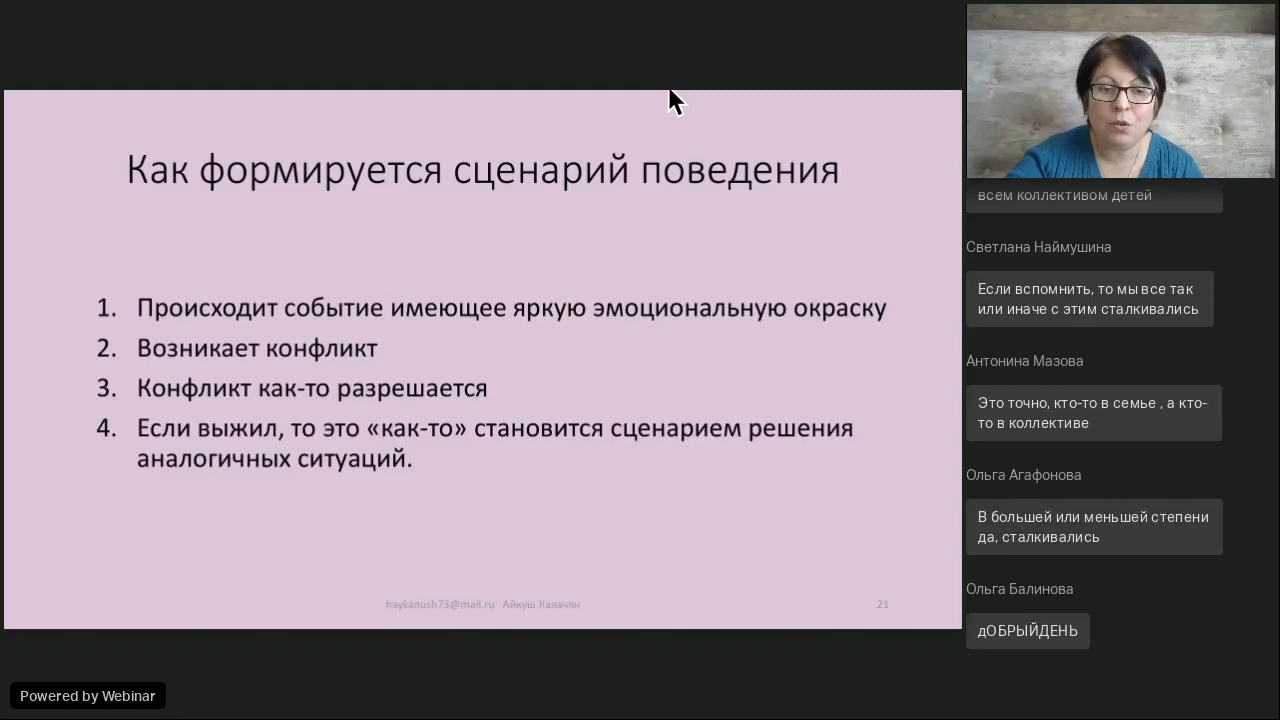 Как формируется сценарий поведения
1. Происходит событие имеющее яркую эмоциональную окраску
2. Возникает конфликт
3. Конфликт как-то разрешается
4. Если выжил, то это «как-то» становится сценарием решения
аналогичных ситуаций.
haykanush73@mail.ru Айкуш Калачян
21
всем коллективом детей
Светлана Наймушина
Если вспомнить, то мы все так
или иначе с этим сталкивались
Антонина Мазова
Это точно, кто-то в семье , а кто-
то в коллективе
Ольга Агафонова
В большей или меньшей степени
да, сталкивались
Ольга Балинова
дОБРЫЙДЕНЬ
Powered by Webinar